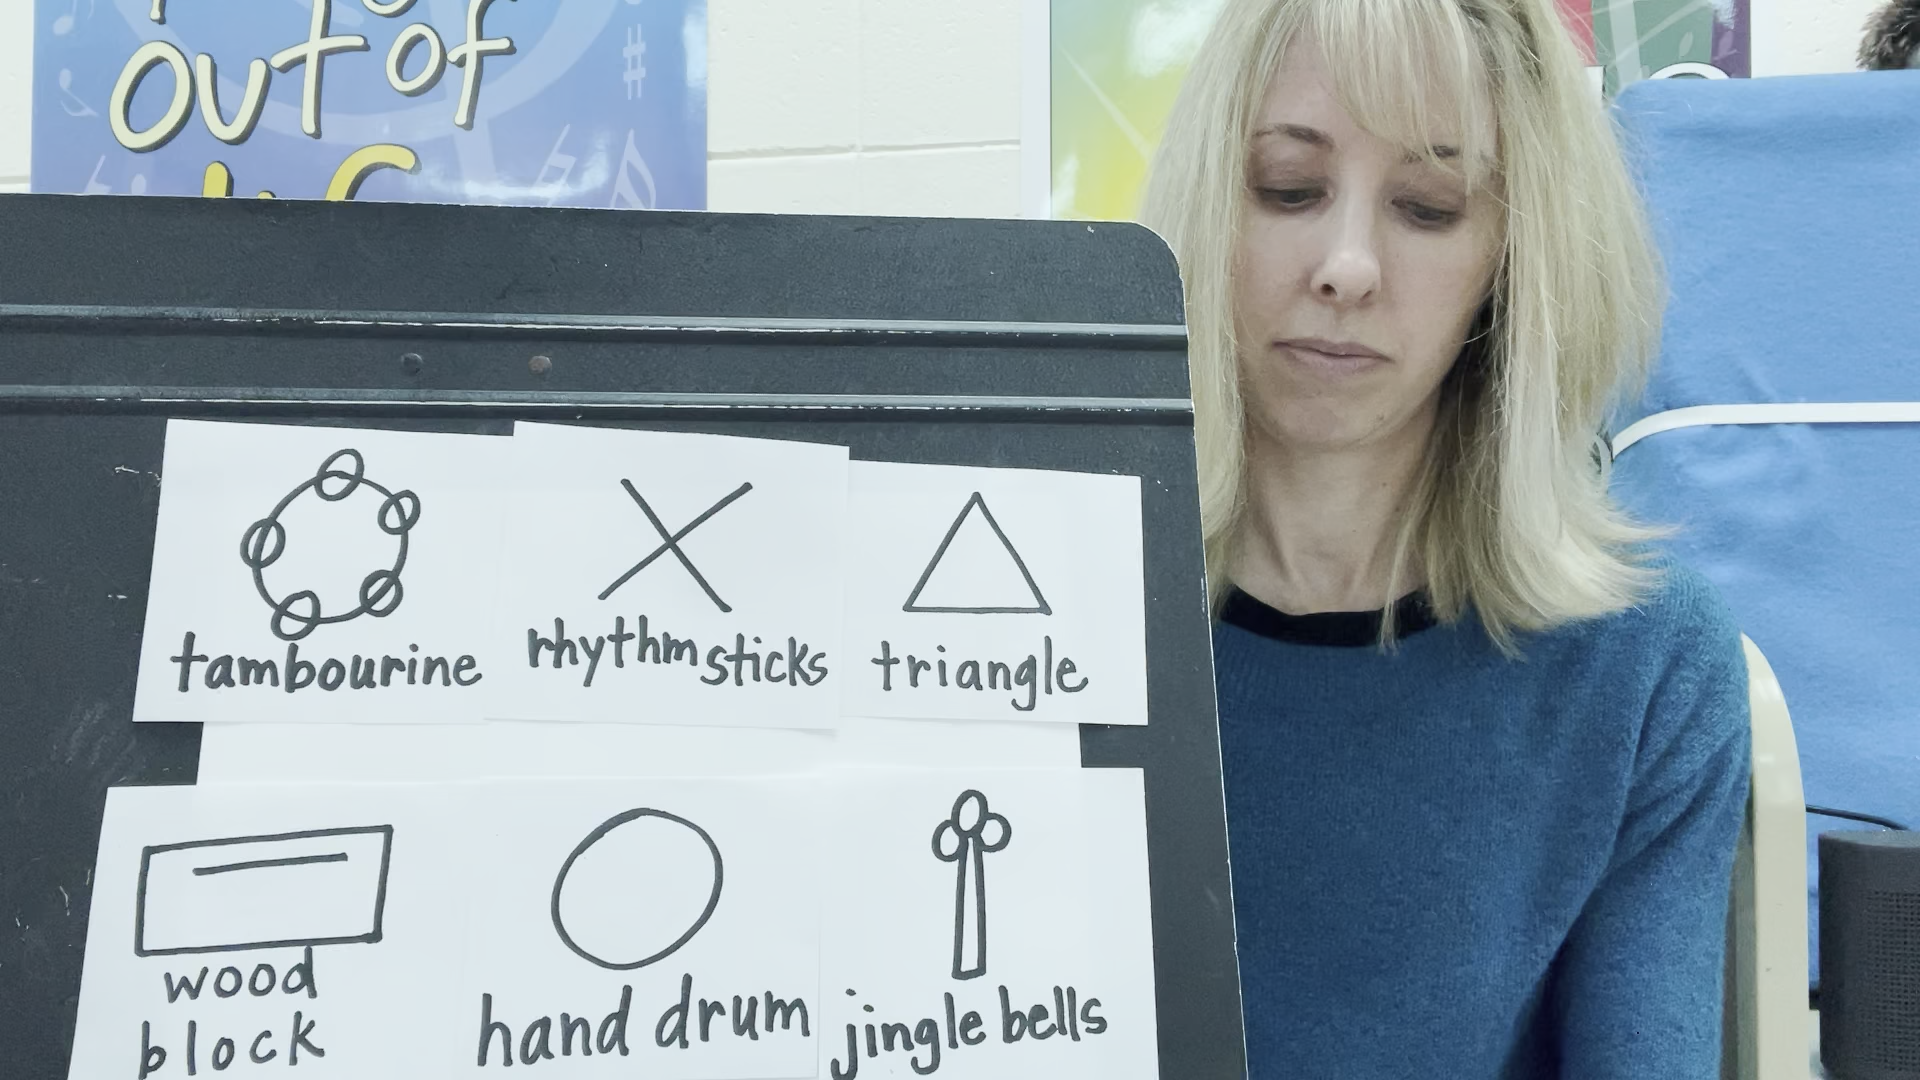 out of
tambourine
rhythm sticks
triangle
wood
block
hand drum
jingle bells